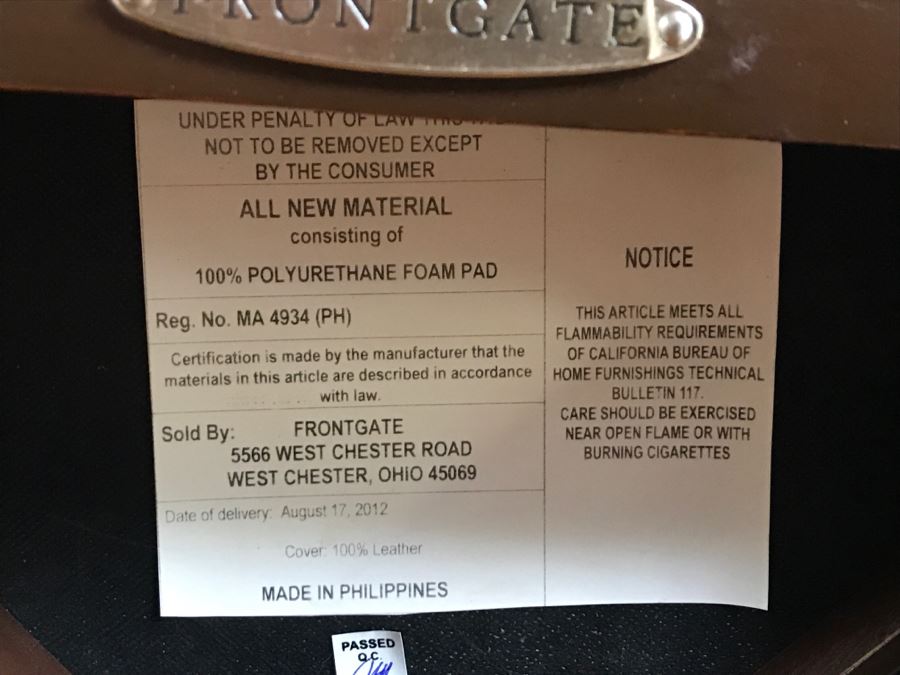 FRONTGATE
UNDER PENALTY OF LAW THIS
NOT TO BE REMOVED EXCEPT
BY THE CONSUMER
ALL NEW MATERIAL
consisting of
100% POLYURETHANE FOAM PAD
Reg. No. MA 4934 (PH)
Certification is made by the manufacturer that the
materials in this article are described in accordance
with law.
Sold By: FRONTGATE
5566 WEST CHESTER ROAD
WEST CHESTER, OHIO 45069
Date of delivery: August 17, 2012
Cover: 100% Leather
MADE IN PHILIPPINES
NOTICE
THIS ARTICLE MEETS ALL
FLAMMABILITY REQUIREMENTS
OF CALIFORNIA BUREAU OF
HOME FURNISHINGS TECHNICAL
BULLETIN 117.
CARE SHOULD BE EXERCISED
NEAR OPEN FLAME OR WITH
BURNING CIGARETTES
PASSED
Q.C.